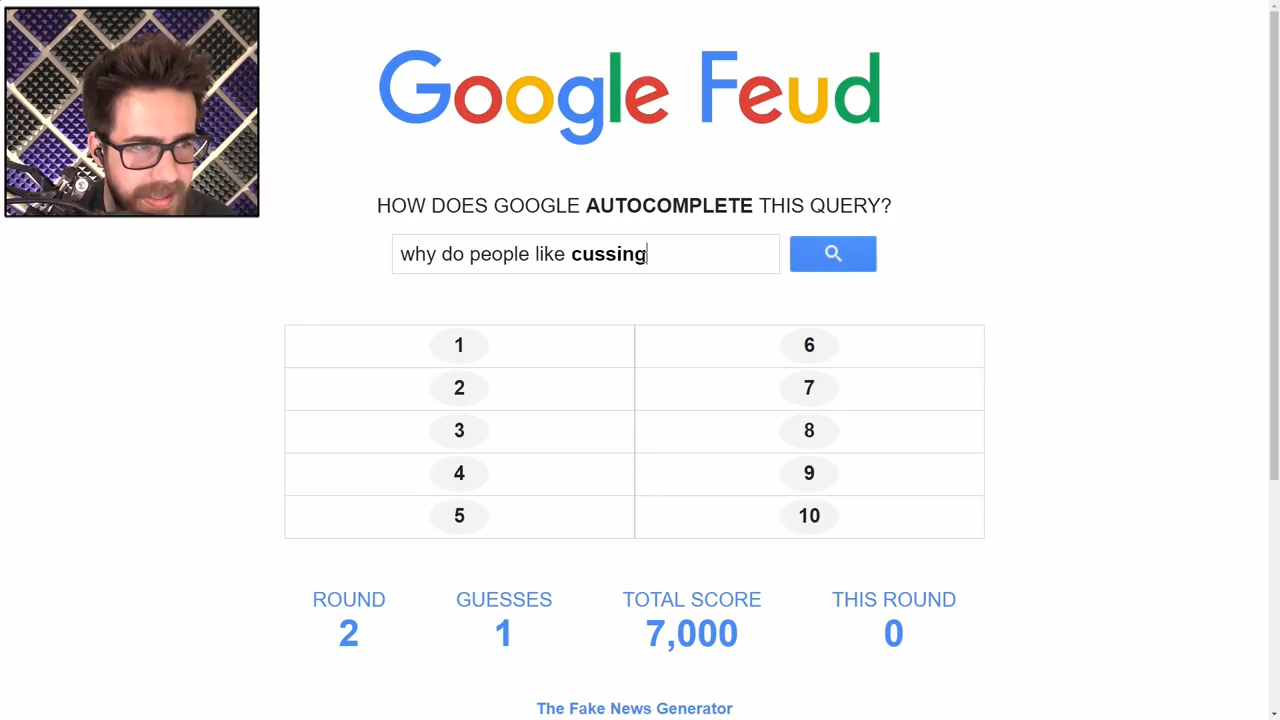 Google Feud
HOW DOES GOOGLE AUTOCOMPLETE THIS QUERY?
why do people like cussing
1 6
2 7
3 8
4 9
5 10
ROUND GUESSES TOTAL SCORE THIS ROUND
2 1 7,000 0
The Fake News Generator